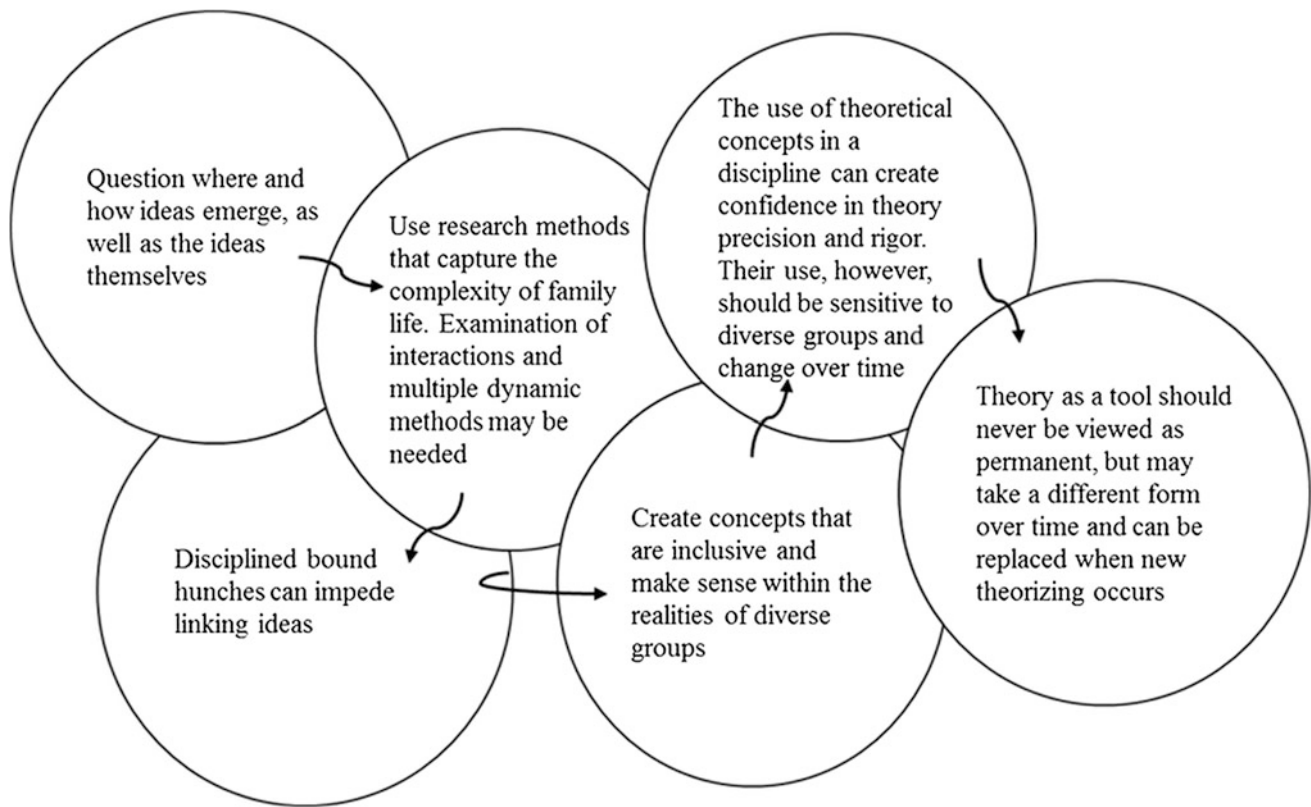 Question where and
how ideas emerge, as
well as the ideas
themselves
Use research methods
that capture the
complexity of family
life. Examination of
interactions and
multiple dynamic
methods may be
needed
Disciplined bound
hunches can impede
linking ideas
Create concepts that
are inclusive and
make sense within the
realities of diverse
groups
The use of theoretical
concepts in a
discipline can create
confidence in theory
precision and rigor.
Their use, however,
should be sensitive to
diverse groups and
change over time
Theory as a tool should
never be viewed as
permanent, but may
take a different form
over time and can be
replaced when new
theorizing occurs